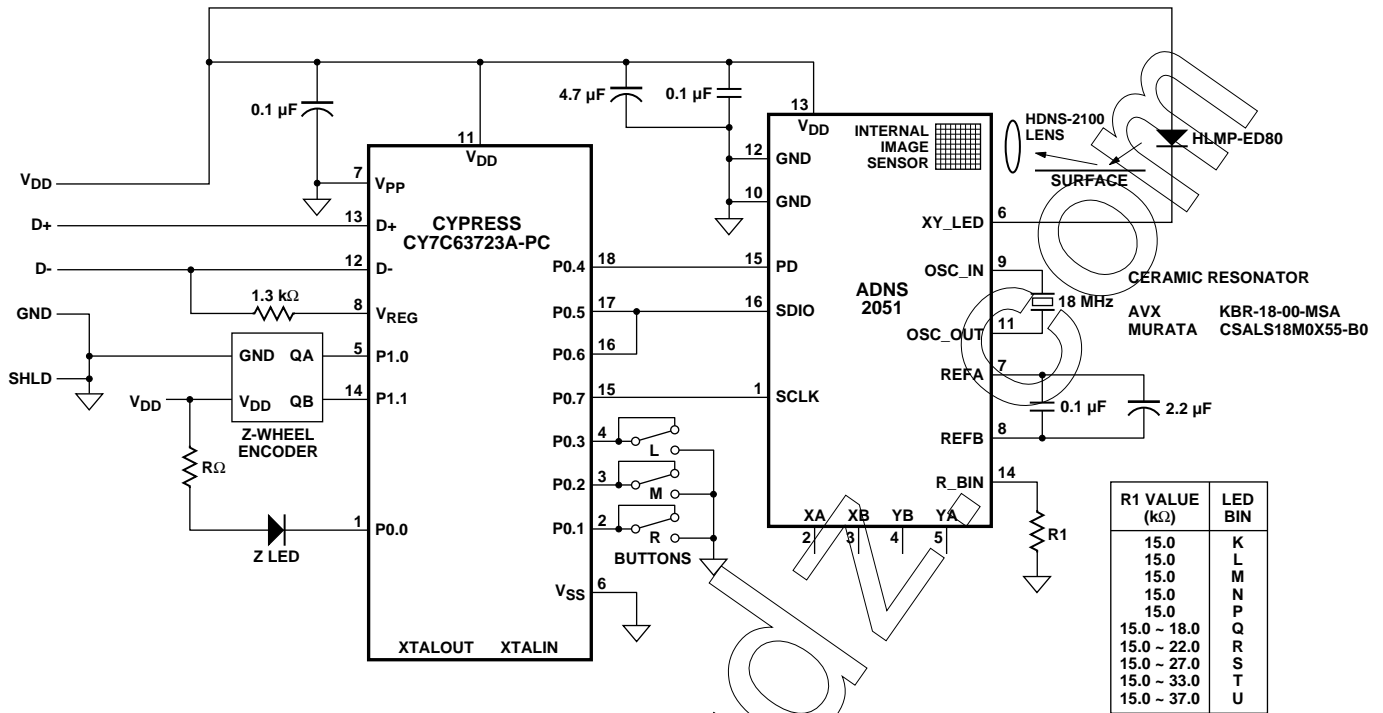 0.1 µF
4.7 µF
0.1 µF
13
VDD
INTERNAL
IMAGE
SENSOR
HDNS-2100
LENS
HLMP-ED80
SURFACE
11
VDD
12
GND
10
GND
VDD
7
VPP
D+
13
D+
CYPRESS
CY7C63723A-PC
6
XY_LED
D-
12
D-
P0.4
18
15
PD
9
OSC_IN
CERAMIC RESONATOR
1.3 kΩ
8
VREG
P0.5
17
16
SDIO
ADNS
2051
18 MHz
AVX KBR-18-00-MSA
MURATA CSALS18M0X55-B0
GND
11
OSC_OUT
GND QA
5
P1.0
P0.6
16
7
REFA
SHLD
VDD
VDD QB
14
P1.1
P0.7
15
1
SCLK
0.1 µF
2.2 µF
Z-WHEEL
ENCODER
P0.3
4
L
8
REFB
RΩ
P0.2
3
M
14
R_BIN
R1
1
P0.0
P0.1
2
R
BUTTONS
Z LED
XA XB YB YA
2 3 4 5
VSS
6
XTALOUT XTALIN
R1 VALUE LED
(kΩ) BIN
15.0 K
15.0 L
15.0 M
15.0 N
15.0 P
15.0 ~ 18.0 Q
15.0 ~ 22.0 R
15.0 ~ 27.0 S
15.0 ~ 33.0 T
15.0 ~ 37.0 U